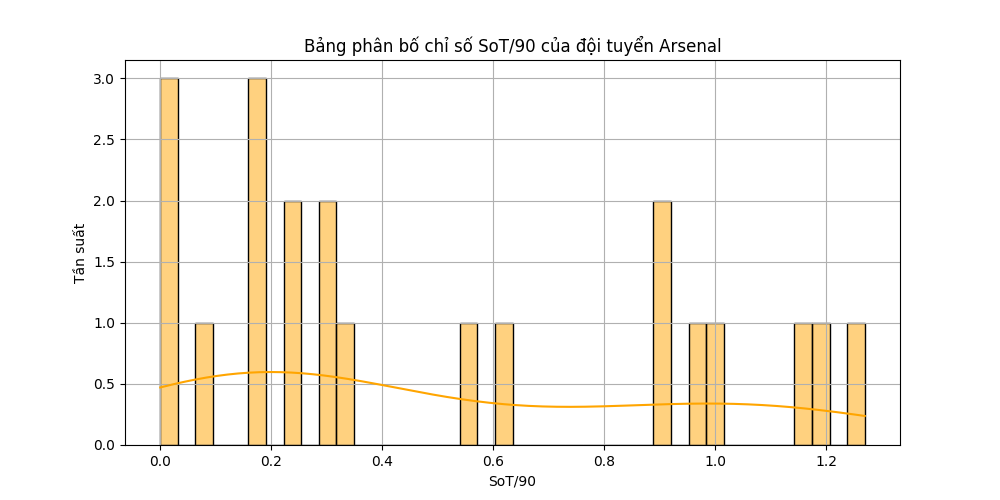 Bảng phân bố chỉ số SoT/90 của đội tuyển Arsenal
Tần suất
3.0
2.5
2.0
1.5
1.0
0.5
0.0
0.0 0.2 0.4 0.6 0.8 1.0 1.2
SoT/90